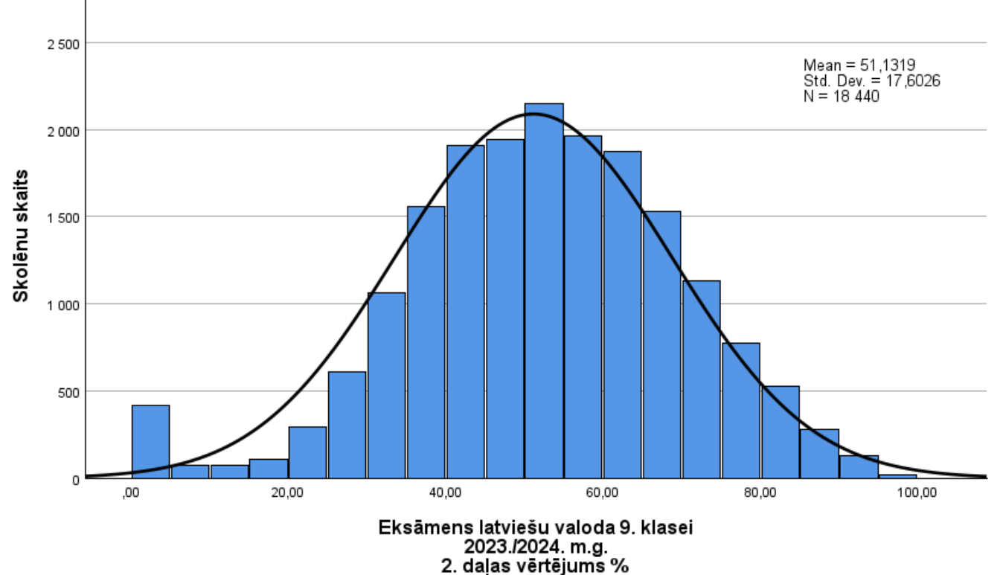 2 500
2 000
1 500
1 000
500
0
Skolēnu skaits
Mean = 51,1319
Std. Dev. = 17,6026
N = 18 440
,00
20,00
40,00
60,00
80,00
100,00
Eksāmens latviešu valoda 9. klasei
2023./2024. m.g.
2. daļas vērtējums %